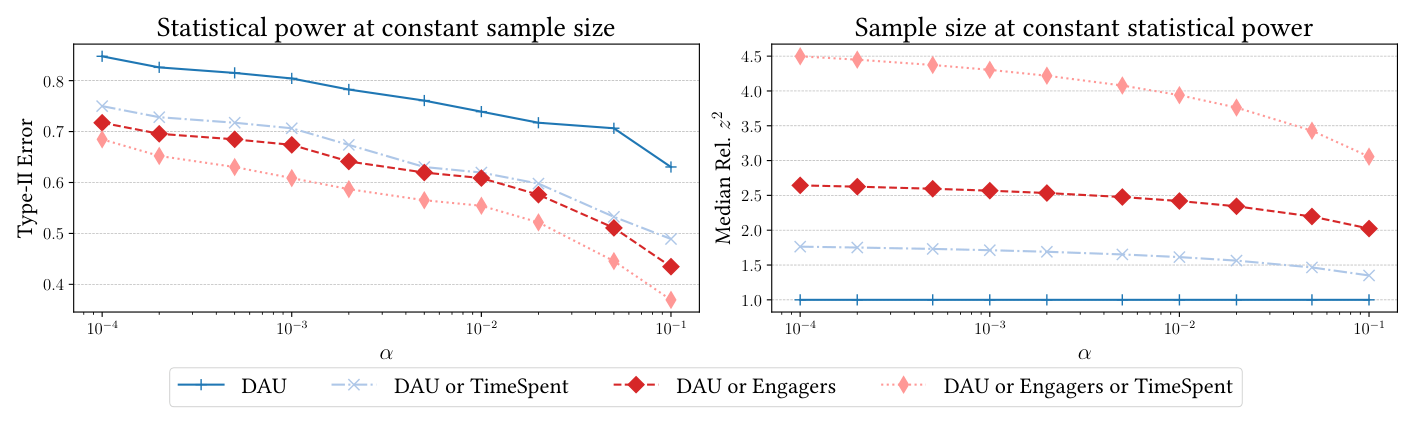 Statistical power at constant sample size
Type-II Error
0.8
0.7
0.6
0.5
0.4
10⁻⁴
10⁻³
10⁻²
10⁻¹
α
Sample size at constant statistical power
Median Rel. z²
4.5
4.0
3.5
3.0
2.5
2.0
1.5
1.0
10⁻⁴
10⁻³
10⁻²
10⁻¹
α
DAU
DAU or TimeSpent
DAU or Engagers
DAU or Engagers or TimeSpent